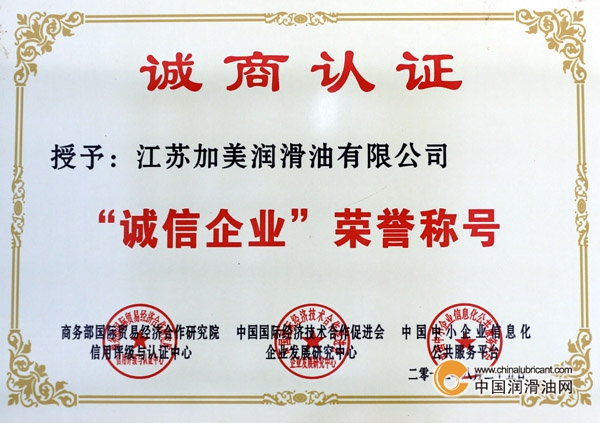 诚商认证
授予：江苏加美润滑油有限公司
“诚信企业”荣誉称号
商务部国际贸易经济合作研究院
信用评级与认证中心
中国国际经济技术合作促进会
企业发展研究中心
中国中小企业信息化
公共服务平台
二零一
www.chinalubricant.com
中国润滑油网